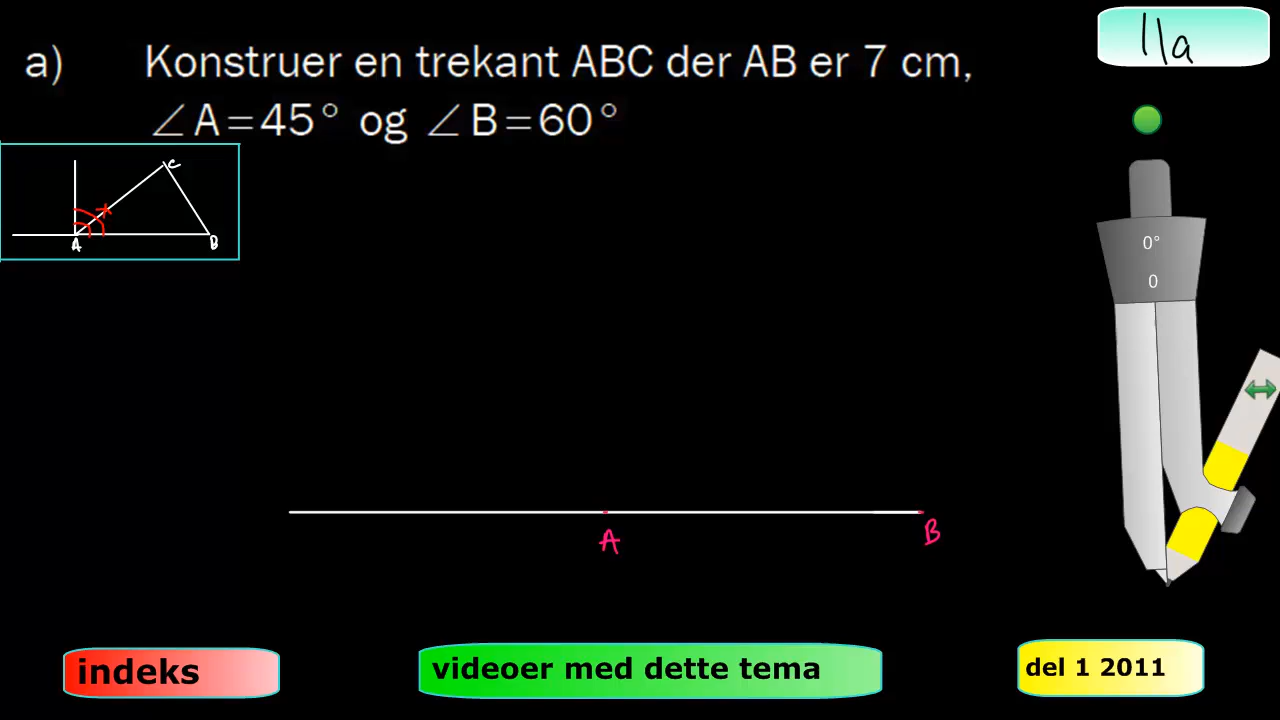 11a
a) Konstruer en trekant ABC der AB er 7 cm,
∠A=45° og ∠B=60°
C
A B
0°
0
A B
indeks
videoer med dette tema
del 1 2011